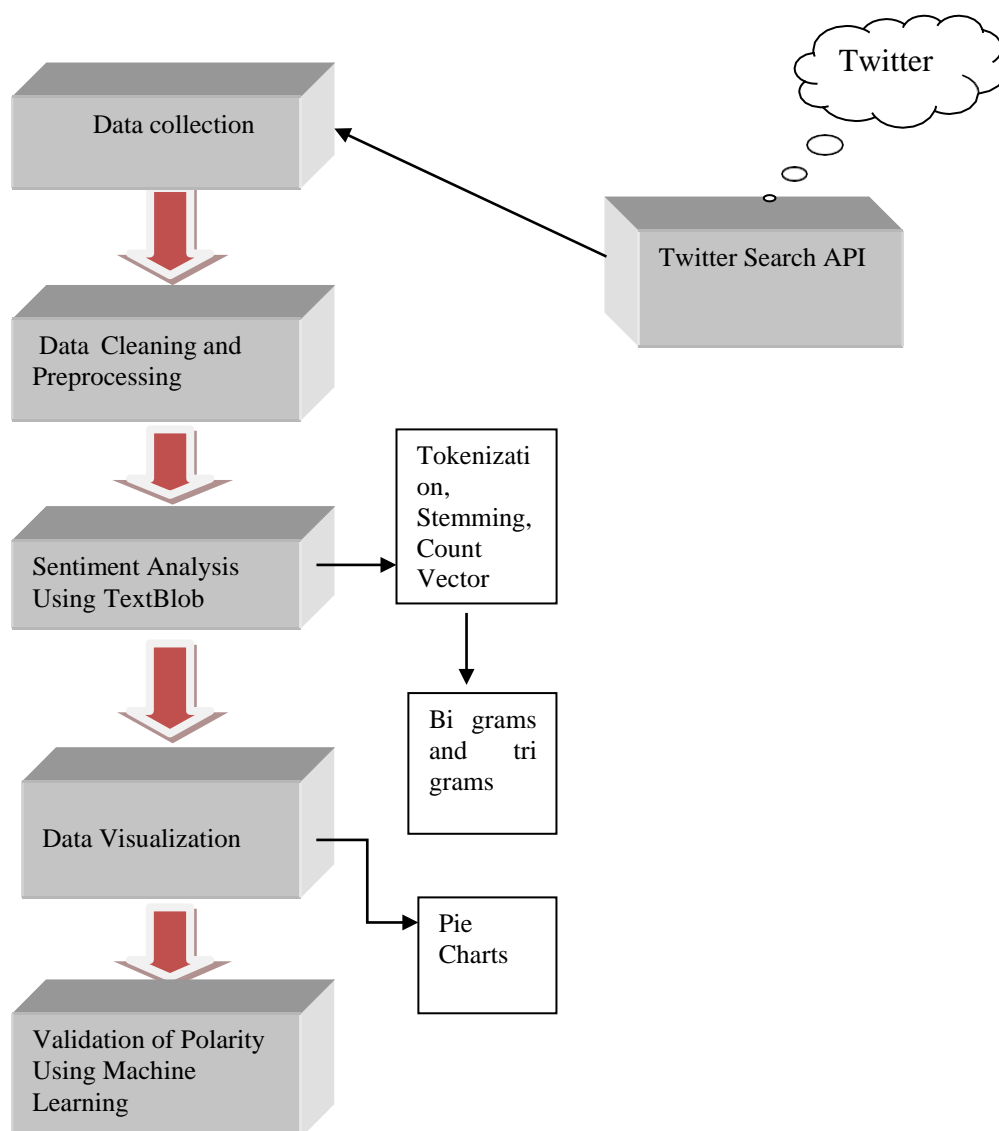 Twitter
Data collection
Twitter Search API
Data Cleaning and
Preprocessing
Tokenizati
on,
Stemming,
Count
Vector
Sentiment Analysis
Using TextBlob
Bi grams
and tri
grams
Data Visualization
Pie
Charts
Validation of Polarity
Using Machine
Learning